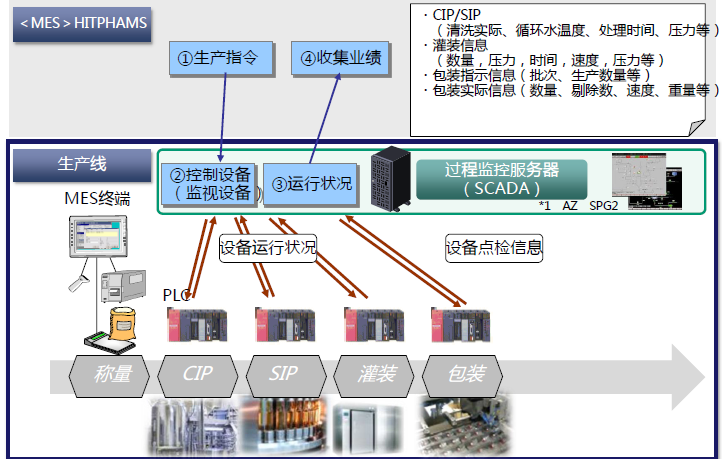 ＜MES＞HITPHAMS
①生产指令
④收集业绩
・CIP/SIP
（清洗实际、循环水温度、处理时间、压力等）
・灌装信息
（数量，压力，时间，速度，压力等）
・包装指示信息（批次、生产数量等）
・包装实际信息（数量、剔除数、速度、重量等）
生产线
②控制设备
（监视设备）
③运行状况
过程监控服务器
（SCADA）
*1 AZ SPG2
MES终端
设备运行状况
设备点检信息
PLC
称量
CIP
SIP
灌装
包装